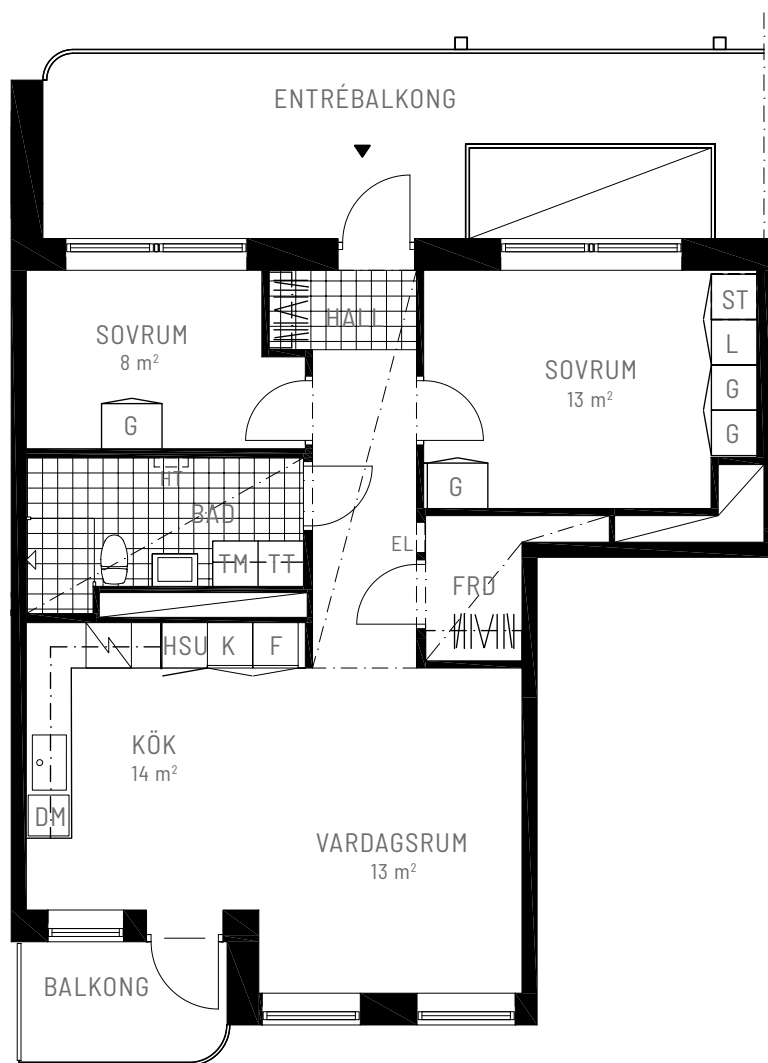 ENTRÉBALKONG
HALL
SOVRUM
8 m²
G
SOVRUM
13 m²
ST
L
G
G
G
HT
BAD
TM TT
EL
FRD
HSU K F
KÖK
14 m²
DM
VARDAGSRUM
13 m²
BALKONG